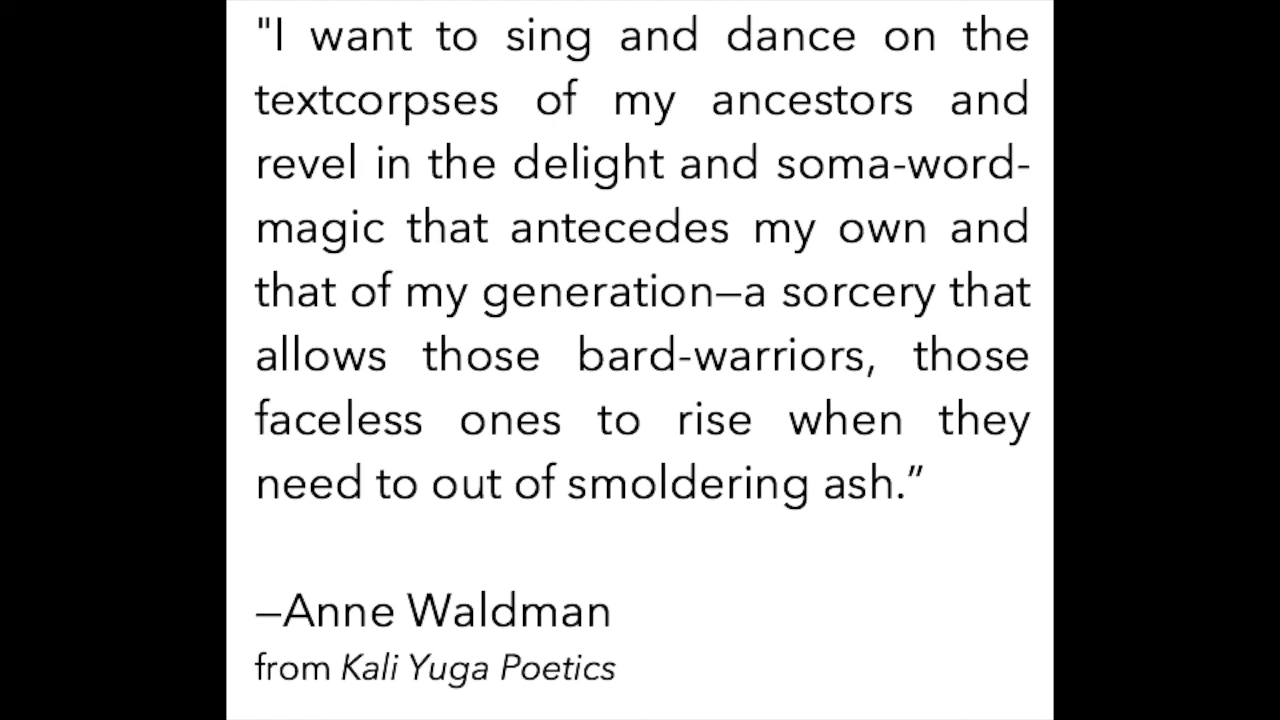 "I want to sing and dance on the
textcorpses of my ancestors and
revel in the delight and soma-word-
magic that antecedes my own and
that of my generation—a sorcery that
allows those bard-warriors, those
faceless ones to rise when they
need to out of smoldering ash.”
—Anne Waldman
from Kali Yuga Poetics